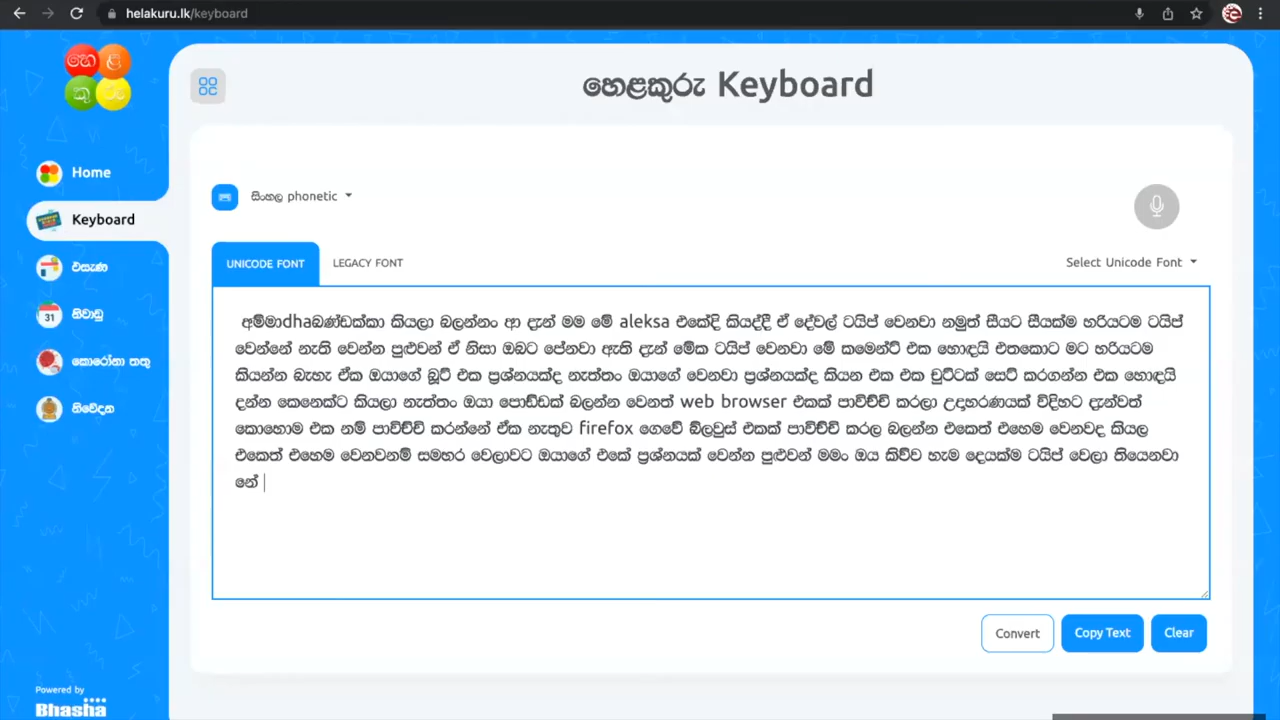 helakuru.lk/keyboard
හෙ ළ
කු රු
හෙළකුරු Keyboard
Home
Keyboard
එසැණ
නිවාඩු
කොරෝනා තතු
නිවේදන
සිංහල phonetic
UNICODE FONT
LEGACY FONT
Select Unicode Font
අම්මාdhaබණ්ඩක්කා කියලා බලන්නං ආ දැන් මම මේ aleksa එකේදි කියද්දී ඒ දේවල් ටයිප් වෙනවා නමුත් සීයට සීයක්ම හරියටම ටයිප්
වෙන්නේ නැති වෙන්න පුළුවන් ඒ නිසා ඔබට පේනවා ඇති දැන් මේක ටයිප් වෙනවා මේ කමෙන්ට් එක හොඳයි එතකොට මට හරියටම
කියන්න බැහැ ඒක ඔයාගේ බූට් එක ප්‍රශ්නයක්ද නැත්තං ඔයාගේ වෙනවා ප්‍රශ්නයක්ද කියන එක එක චුට්ටක් සෙට් කරගන්න එක හොඳයි
දන්න කෙනෙක්ට කියලා නැත්තං ඔයා පොඩ්ඩක් බලන්න වෙනත් web browser එකක් පාවිච්චි කරලා උදාහරණයක් විදිහට දැන්වත්
කොහොම එක නම් පාවිච්චි කරන්නේ ඒක නැතුව firefox ගෙවේ බ්ලවුස් එකක් පාවිච්චි කරල බලන්න එකෙත් එහෙම වෙනවද කියල
එකෙත් එහෙම වෙනවනම් සමහර වෙලාවට ඔයාගේ එකේ ප්‍රශ්නයක් වෙන්න පුළුවන් මමං ඔය කිව්ව හැම දෙයක්ම ටයිප් වෙලා තියෙනවා
නේ
Convert
Copy Text
Clear
Powered by
Bhasha